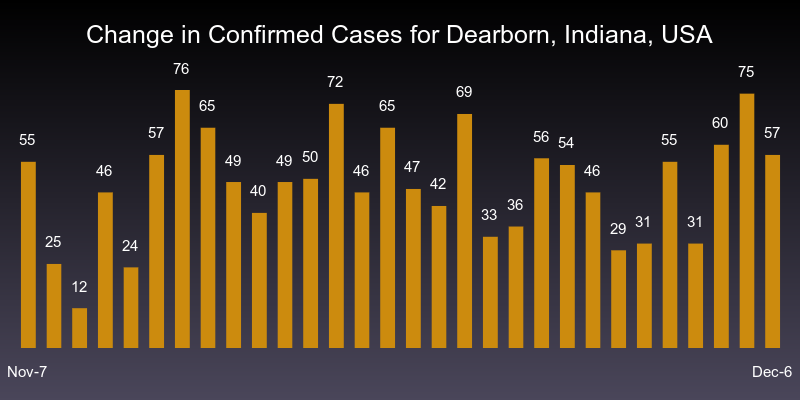 Change in Confirmed Cases for Dearborn, Indiana, USA
55 25 12 46 24 57 76 65 49 40 49 50 72 46 65 47 42 69 33 36 56 54 46 29 31 55 31 60 75 57
Nov-7 Dec-6